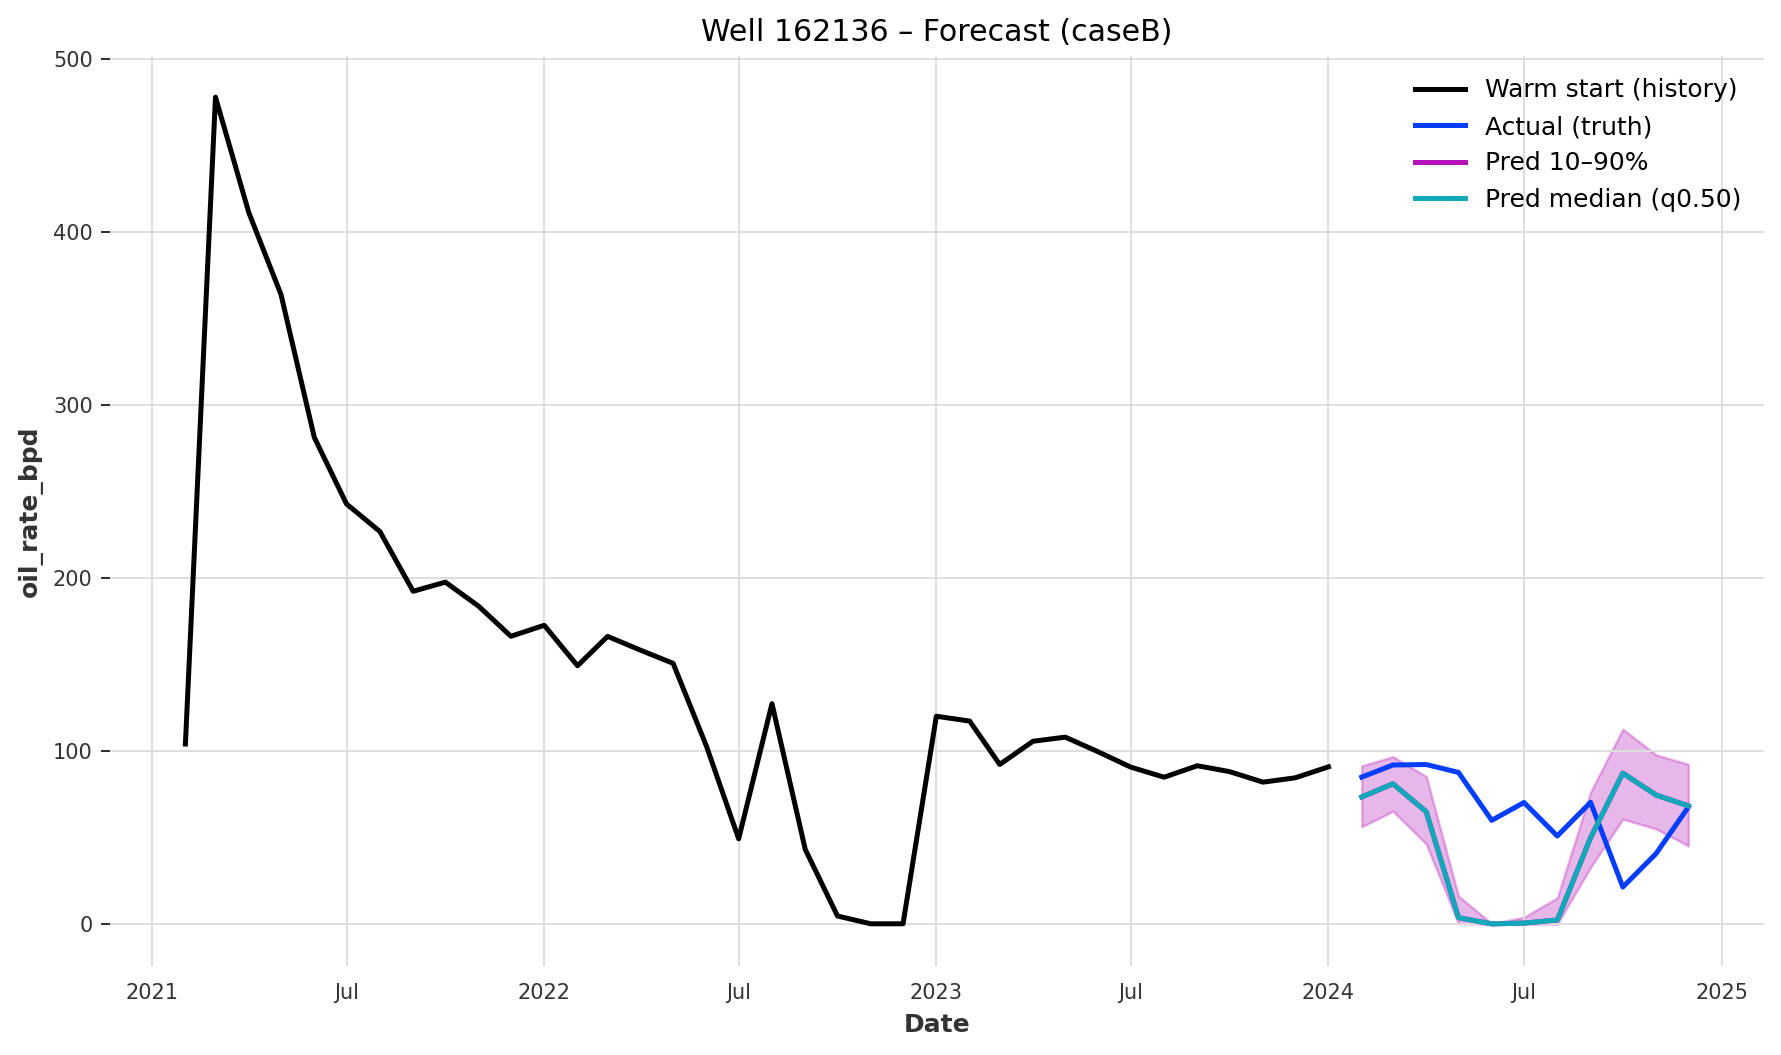 Well 162136 – Forecast (caseB)
Warm start (history)
Actual (truth)
Pred 10–90%
Pred median (q0.50)
oil_rate_bpd
500
400
300
200
100
0
2021 Jul 2022 Jul 2023 Jul 2024 Jul 2025
Date